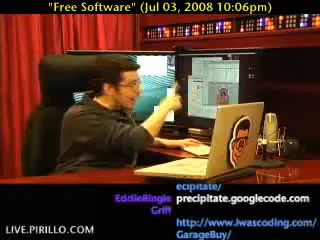 "Free Software" (Jul 03, 2008 10:06pm)
ecipitate/
EddieRingle precipitate.googlecode.com
Griff
http://www.iwascoding.com/
GarageBuy/
LIVE.PIRILLO.COM